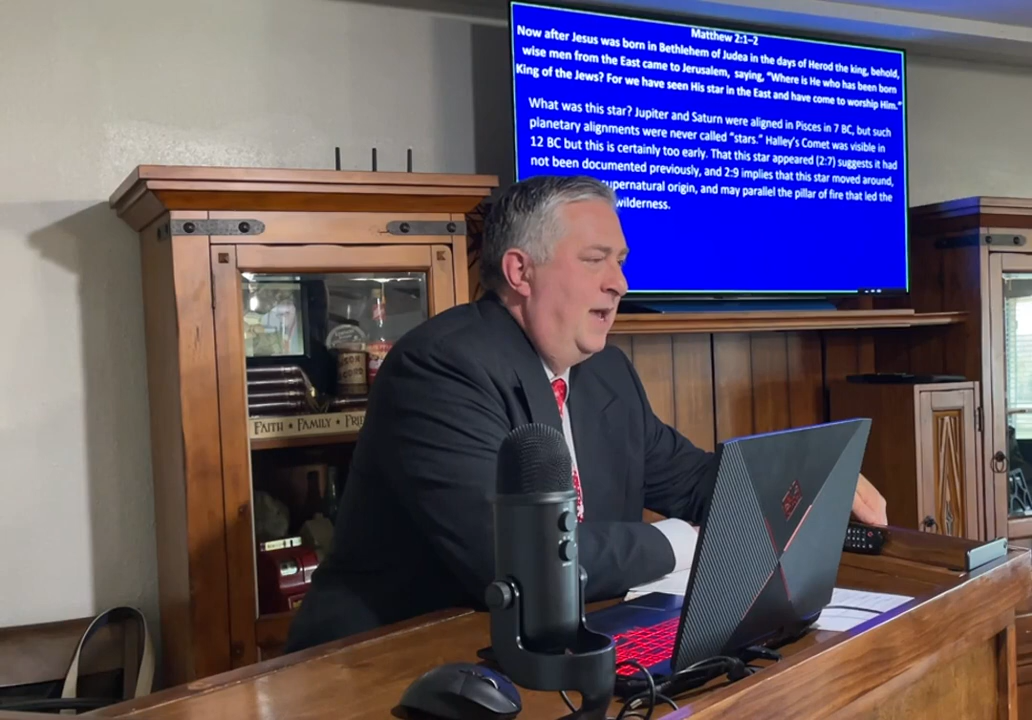 Matthew 2:1–2
Now after Jesus was born in Bethlehem of Judea in the days of Herod the king, behold,
wise men from the East came to Jerusalem, saying, “Where is He who has been born
King of the Jews? For we have seen His star in the East and have come to worship Him.”
What was this star? Jupiter and Saturn were aligned in Pisces in 7 BC, but such
planetary alignments were never called “stars.” Halley’s Comet was visible in
12 BC but this is certainly too early. That this star appeared (2:7) suggests it had
not been documented previously, and 2:9 implies that this star moved around,
supernatural origin, and may parallel the pillar of fire that led the
wilderness.
FAITH • FAMILY •